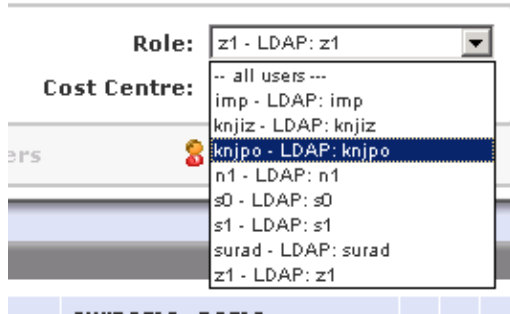 Role: z1 - LDAP: z1
Cost Centre:
-- all users ---
imp - LDAP: imp
knjiz - LDAP: knjiz
knjpo - LDAP: knjpo
n1 - LDAP: n1
s0 - LDAP: s0
s1 - LDAP: s1
surad - LDAP: surad
z1 - LDAP: z1
ers